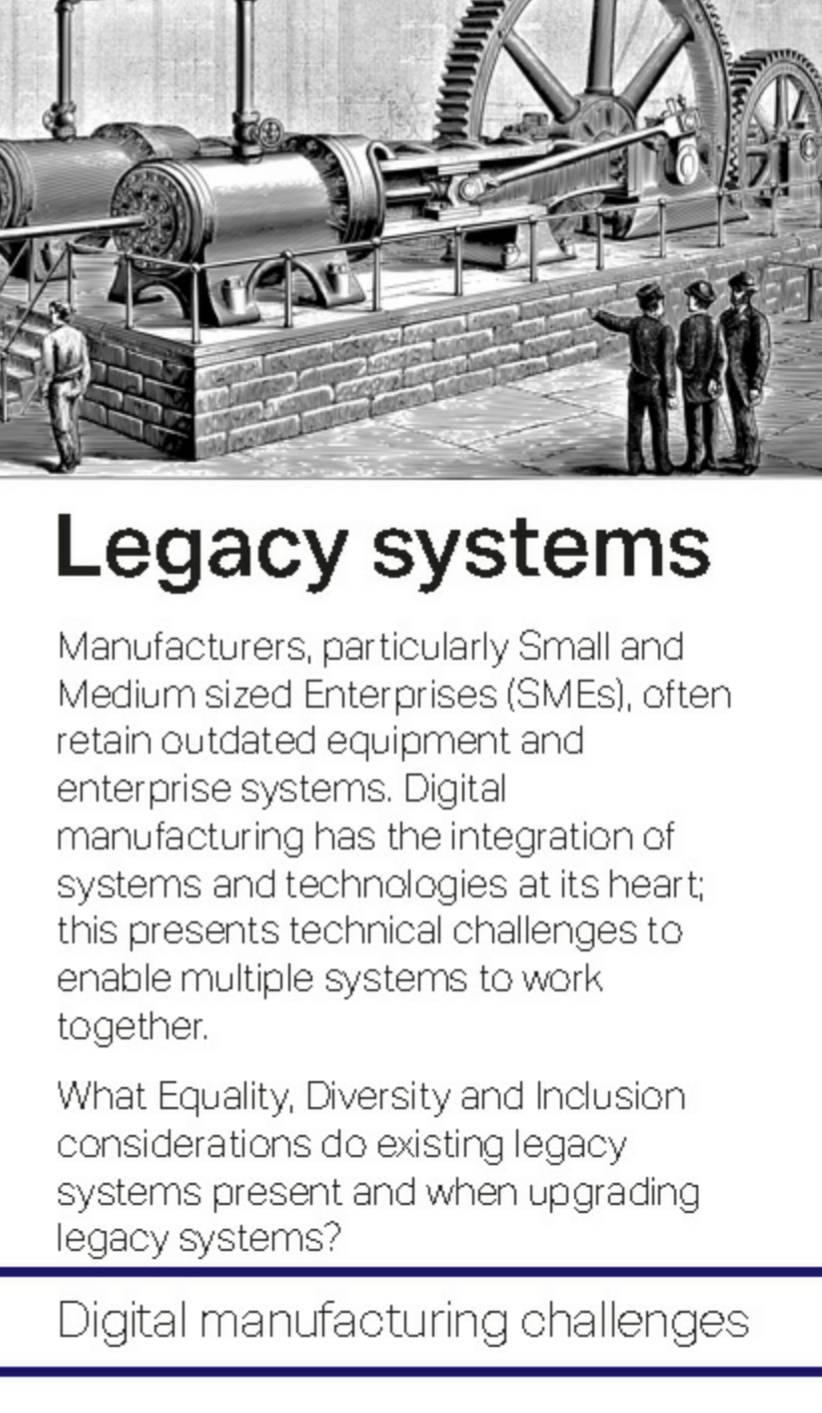 Legacy systems
Manufacturers, particularly Small and
Medium sized Enterprises (SMEs), often
retain outdated equipment and
enterprise systems. Digital
manufacturing has the integration of
systems and technologies at its heart;
this presents technical challenges to
enable multiple systems to work
together.
What Equality, Diversity and Inclusion
considerations do existing legacy
systems present and when upgrading
legacy systems?
Digital manufacturing challenges